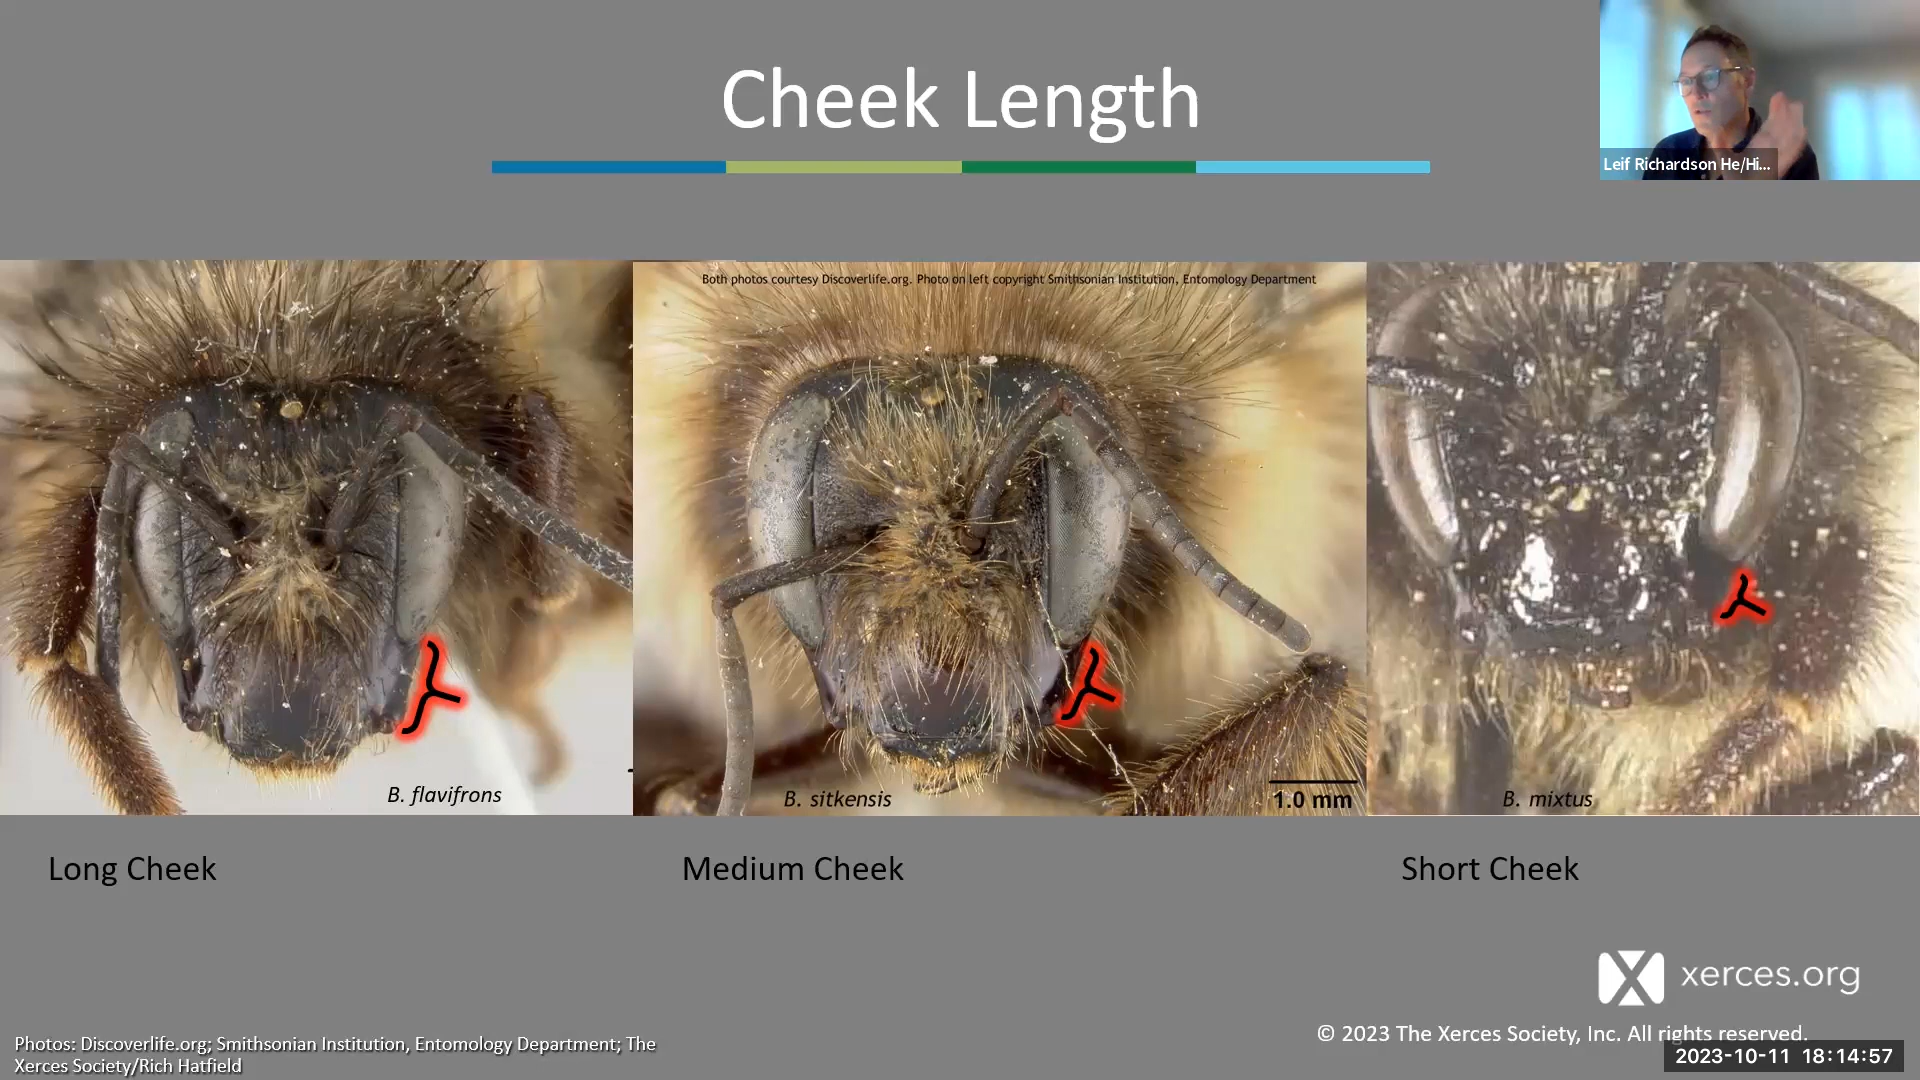 Cheek Length
Leif Richardson He/Hi...
Both photos courtesy Discoverlife.org. Photo on left copyright Smithsonian Institution, Entomology Department
B. flavifrons
B. sitkensis
1.0 mm
B. mixtus
Long Cheek
Medium Cheek
Short Cheek
xerces.org
© 2023 The Xerces Society, Inc. All rights reserved.
Photos: Discoverlife.org; Smithsonian Institution, Entomology Department; The
Xerces Society/Rich Hatfield
2023-10-11 18:14:57